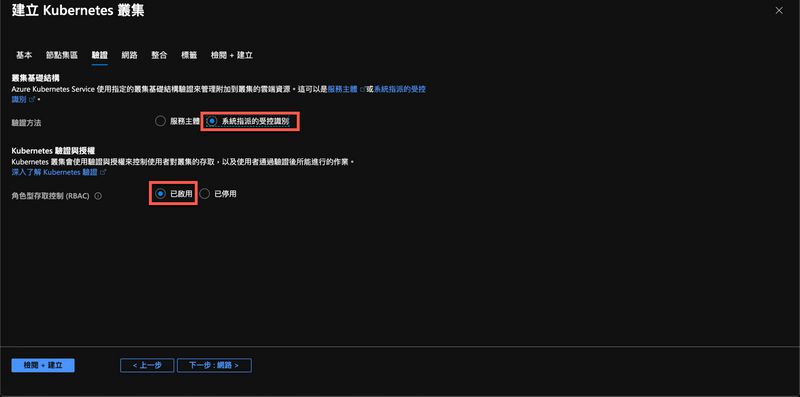 建立 Kubernetes 叢集
基本 節點集區 驗證 網路 整合 標籤 檢閱 + 建立
叢集基礎結構
Azure Kubernetes Service 使用指定的叢集基礎結構驗證來管理附加到叢集的雲端資源。這可以是服務主體 或系統指派的受控
識別 。
驗證方法 服務主體 系統指派的受控識別
Kubernetes 驗證與授權
Kubernetes 叢集會使用驗證與授權來控制使用者對叢集的存取，以及使用者通過驗證後所能進行的作業。
深入了解 Kubernetes 驗證
角色型存取控制 (RBAC) 已啟用 已停用
檢閱 + 建立 < 上一步 下一步 : 網路 >